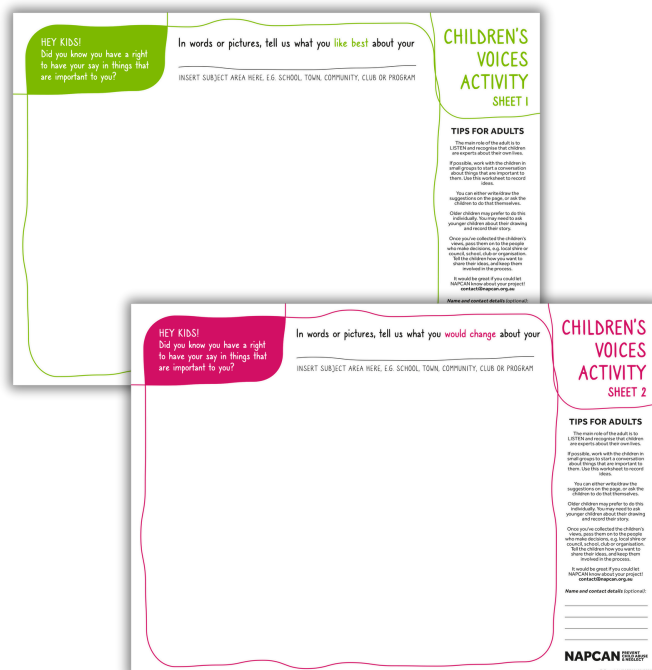 HEY KIDS!
Did you know you have a right
to have your say in things that
are important to you?
In words or pictures, tell us what you like best about your
INSERT SUBJECT AREA HERE, E.G. SCHOOL, TOWN, COMMUNITY, CLUB OR PROGRAM
CHILDREN'S
VOICES
ACTIVITY
SHEET 1
TIPS FOR ADULTS
The main role of the adult is to
LISTEN and recognise that children
are experts about their own lives.
If possible, work with the children in
small groups to start a conversation
about things that are important to
them. Use this worksheet to record
ideas.
You can either write/draw the
suggestions on the page, or ask the
children to do that themselves.
Older children may prefer to do this
individually. You may need to ask
younger children about their drawing
and record their story.
Once you've collected the children's
views, pass them on to the people
who make decisions, e.g. local shire or
council, school, club or organisation.
Tell the children how you want to
share their ideas, and keep them
involved in the process.
It would be great if you could let
NAPCAN know about your project!
contact@napcan.org.au
Name and contact details (optional):
HEY KIDS!
Did you know you have a right
to have your say in things that
are important to you?
In words or pictures, tell us what you would change about your
INSERT SUBJECT AREA HERE, E.G. SCHOOL, TOWN, COMMUNITY, CLUB OR PROGRAM
CHILDREN'S
VOICES
ACTIVITY
SHEET 2
TIPS FOR ADULTS
The main role of the adult is to
LISTEN and recognise that children
are experts about their own lives.
If possible, work with the children in
small groups to start a conversation
about things that are important to
them. Use this worksheet to record
ideas.
You can either write/draw the
suggestions on the page, or ask the
children to do that themselves.
Older children may prefer to do this
individually. You may need to ask
younger children about their drawing
and record their story.
Once you've collected the children's
views, pass them on to the people
who make decisions, e.g. local shire or
council, school, club or organisation.
Tell the children how you want to
share their ideas, and keep them
involved in the process.
It would be great if you could let
NAPCAN know about your project!
contact@napcan.org.au
Name and contact details (optional):
NAPCAN PREVENT
CHILD ABUSE
& NEGLECT